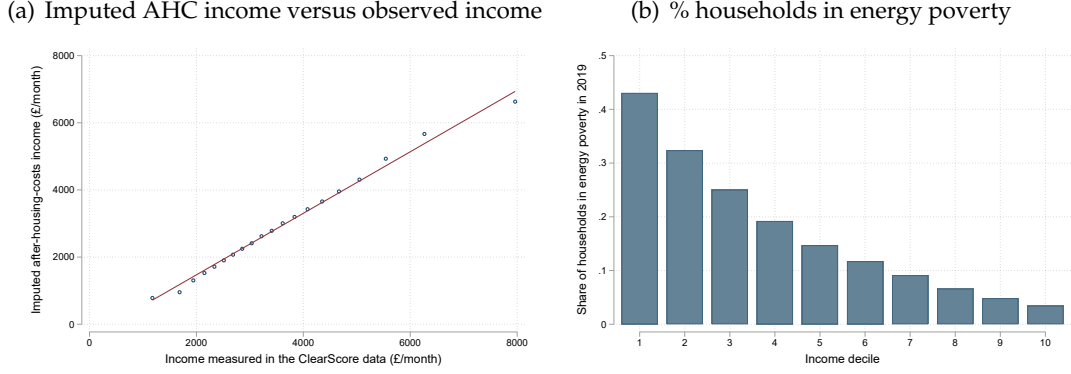 (a) Imputed AHC income versus observed income
Imputed after-housing-costs income (£/month)
8000
6000
4000
2000
0
0 2000 4000 6000 8000
Income measured in the ClearScore data (£/month)
(b) % households in energy poverty
Share of households in energy poverty in 2019
.5
.4
.3
.2
.1
0
1 2 3 4 5 6 7 8 9 10
Income decile